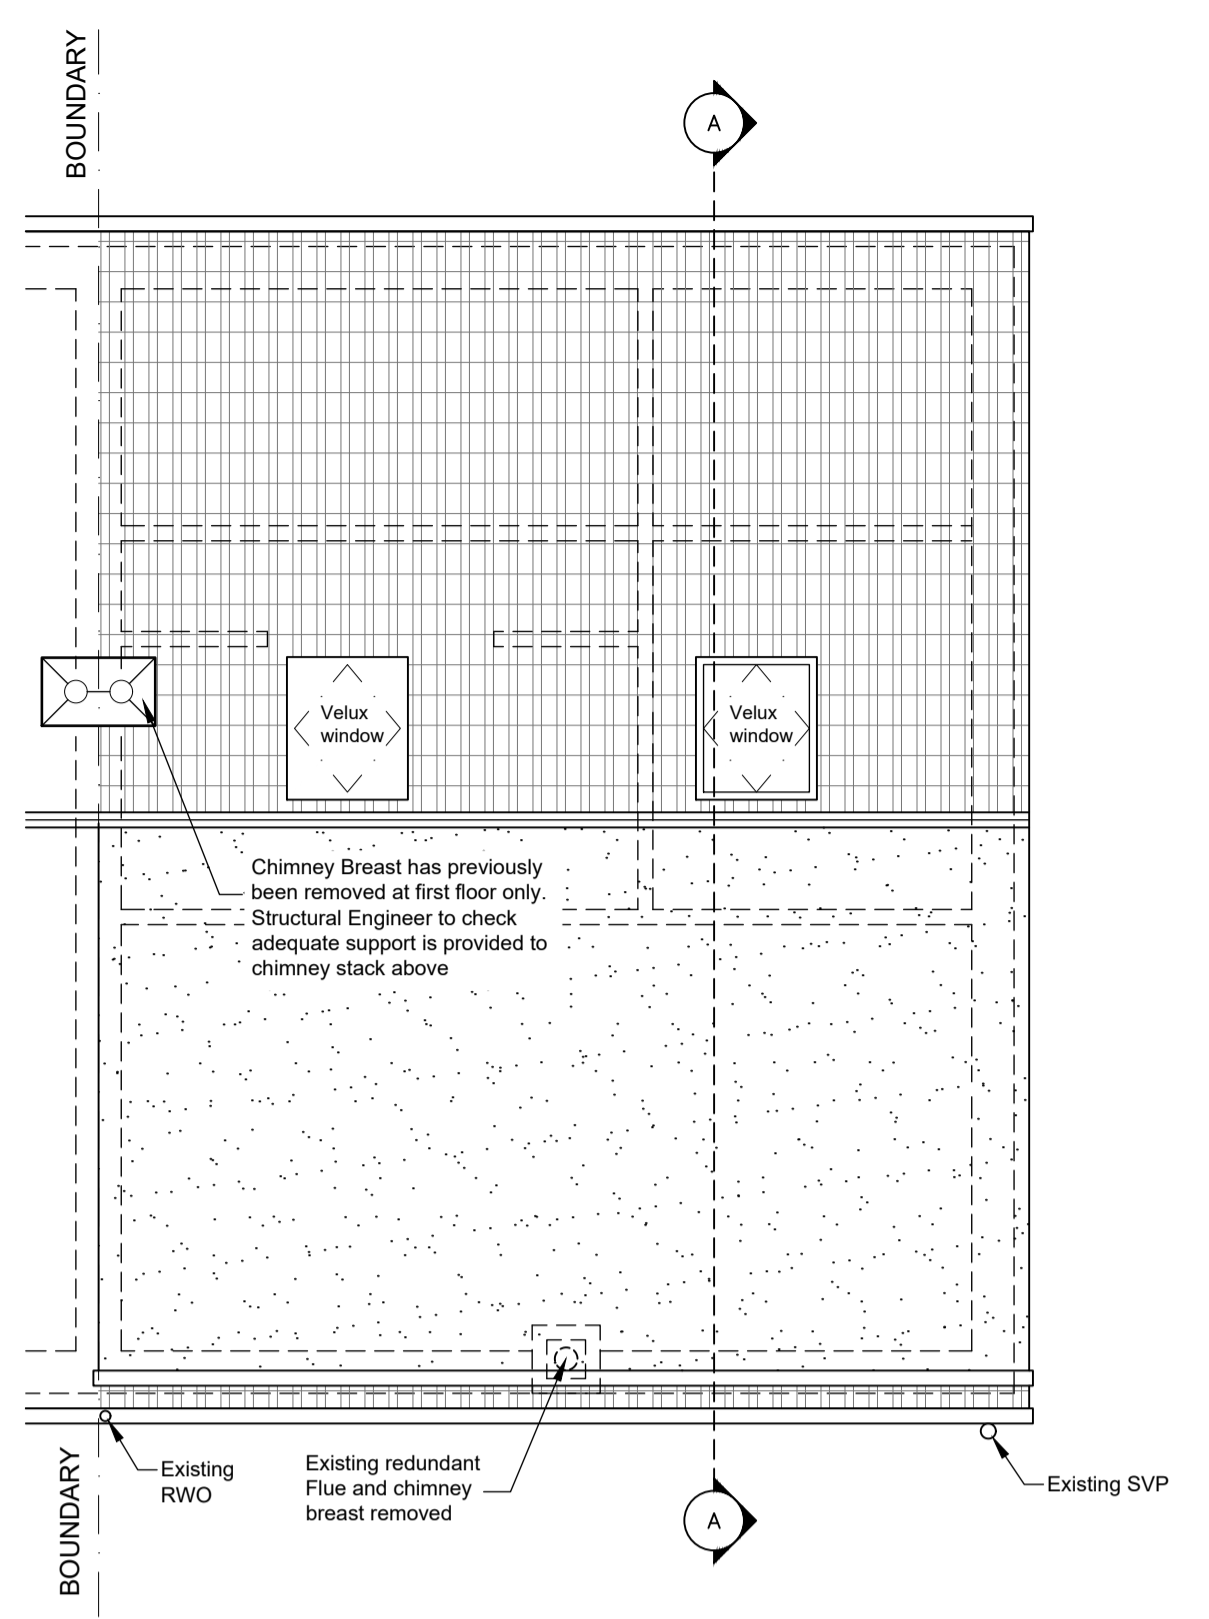 BOUNDARY
A
Velux
window
Velux
window
Chimney Breast has previously
been removed at first floor only.
Structural Engineer to check
adequate support is provided to
chimney stack above
Existing
RWO
Existing redundant
Flue and chimney
breast removed
Existing SVP
A
BOUNDARY